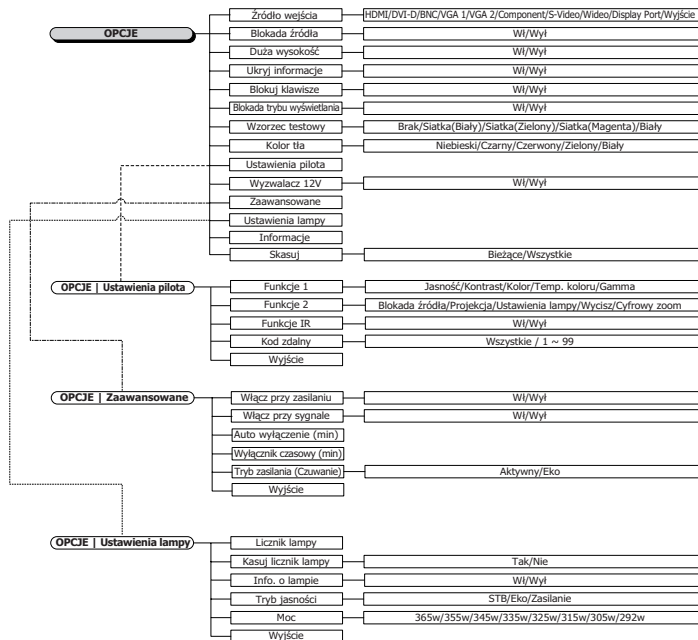 OPCJE
Źródło wejścia HDMI/DVI-D/BNC/VGA 1/VGA 2/Component/S-Video/Wideo/Display Port/Wyjście
Blokada źródła Wł/Wył
Duża wysokość Wł/Wył
Ukryj informacje Wł/Wył
Blokuj klawisze Wł/Wył
Blokada trybu wyświetlania Wł/Wył
Wzorzec testowy Brak/Siatka(Biały)/Siatka(Zielony)/Siatka(Magenta)/Biały
Kolor tła Niebieski/Czarny/Czerwony/Zielony/Biały
Ustawienia pilota
Wyzwalacz 12V Wł/Wył
Zaawansowane
Ustawienia lampy
Informacje
Skasuj Bieżące/Wszystkie
OPCJE | Ustawienia pilota
Funkcje 1 Jasność/Kontrast/Kolor/Temp. koloru/Gamma
Funkcje 2 Blokada źródła/Projekcja/Ustawienia lampy/Wycisz/Cyfrowy zoom
Funkcje IR Wł/Wył
Kod zdalny Wszystkie / 1 ~ 99
Wyjście
OPCJE | Zaawansowane
Włącz przy zasilaniu Wł/Wył
Włącz przy sygnale Wł/Wył
Auto wyłączenie (min)
Wyłącznik czasowy (min)
Tryb zasilania (Czuwanie) Aktywny/Eko
Wyjście
OPCJE | Ustawienia lampy
Licznik lampy
Kasuj licznik lampy Tak/Nie
Info. o lampie Wł/Wył
Tryb jasności STB/Eko/Zasilanie
Moc 365w/355w/345w/335w/325w/315w/305w/292w
Wyjście